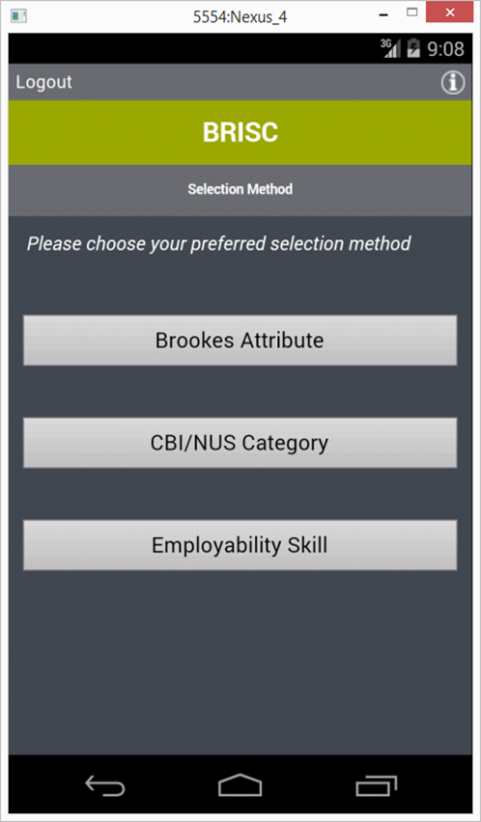 5554:Nexus_4
3G 9:08
Logout
BRISC
Selection Method
Please choose your preferred selection method
Brookes Attribute
CBI/NUS Category
Employability Skill